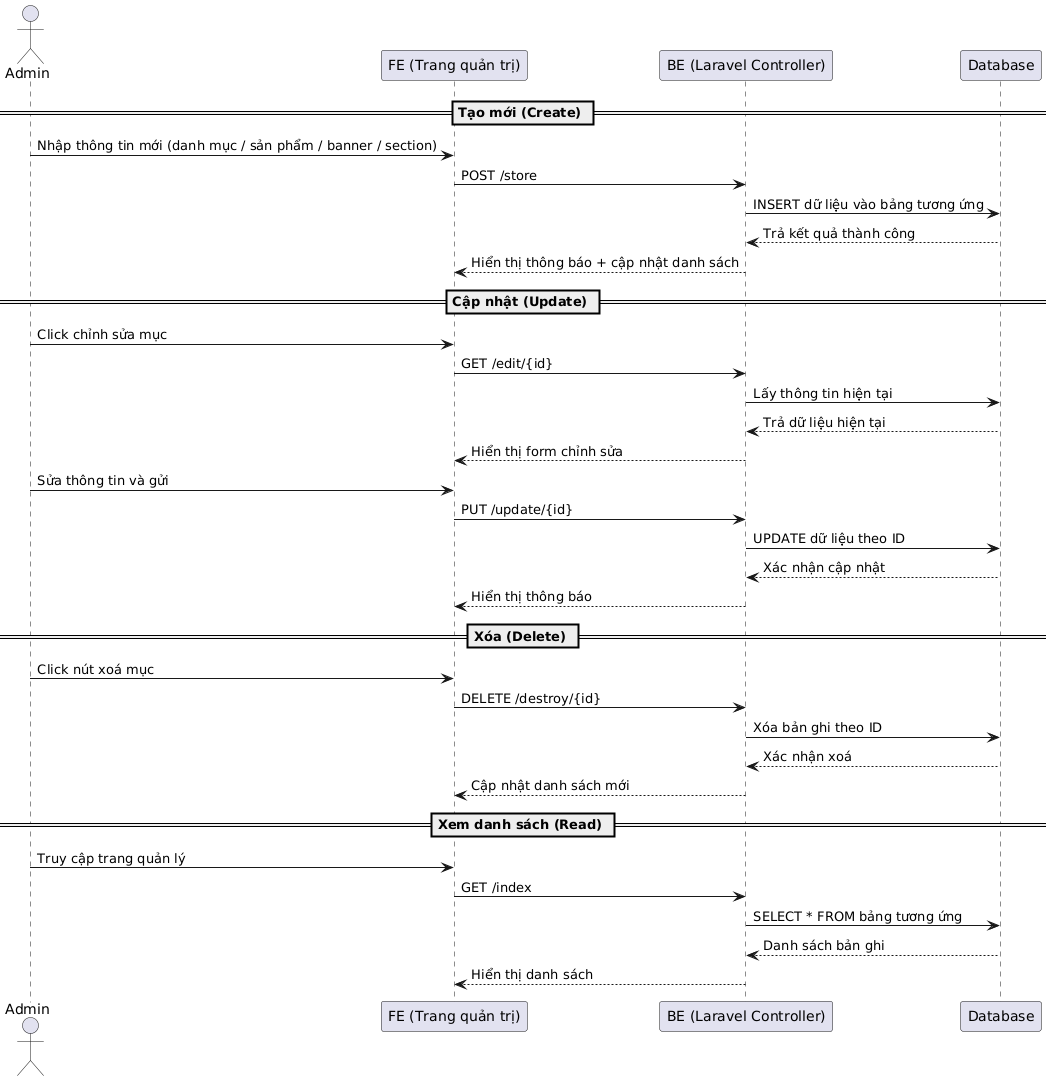 Admin
FE (Trang quản trị)
BE (Laravel Controller)
Database
Tạo mới (Create)
Nhập thông tin mới (danh mục / sản phẩm / banner / section)
POST /store
INSERT dữ liệu vào bảng tương ứng
Trả kết quả thành công
Hiển thị thông báo + cập nhật danh sách
Cập nhật (Update)
Click chỉnh sửa mục
GET /edit/{id}
Lấy thông tin hiện tại
Trả dữ liệu hiện tại
Hiển thị form chỉnh sửa
Sửa thông tin và gửi
PUT /update/{id}
UPDATE dữ liệu theo ID
Xác nhận cập nhật
Hiển thị thông báo
Xóa (Delete)
Click nút xoá mục
DELETE /destroy/{id}
Xóa bản ghi theo ID
Xác nhận xoá
Cập nhật danh sách mới
Xem danh sách (Read)
Truy cập trang quản lý
GET /index
SELECT * FROM bảng tương ứng
Danh sách bản ghi
Hiển thị danh sách
Admin
FE (Trang quản trị)
BE (Laravel Controller)
Database